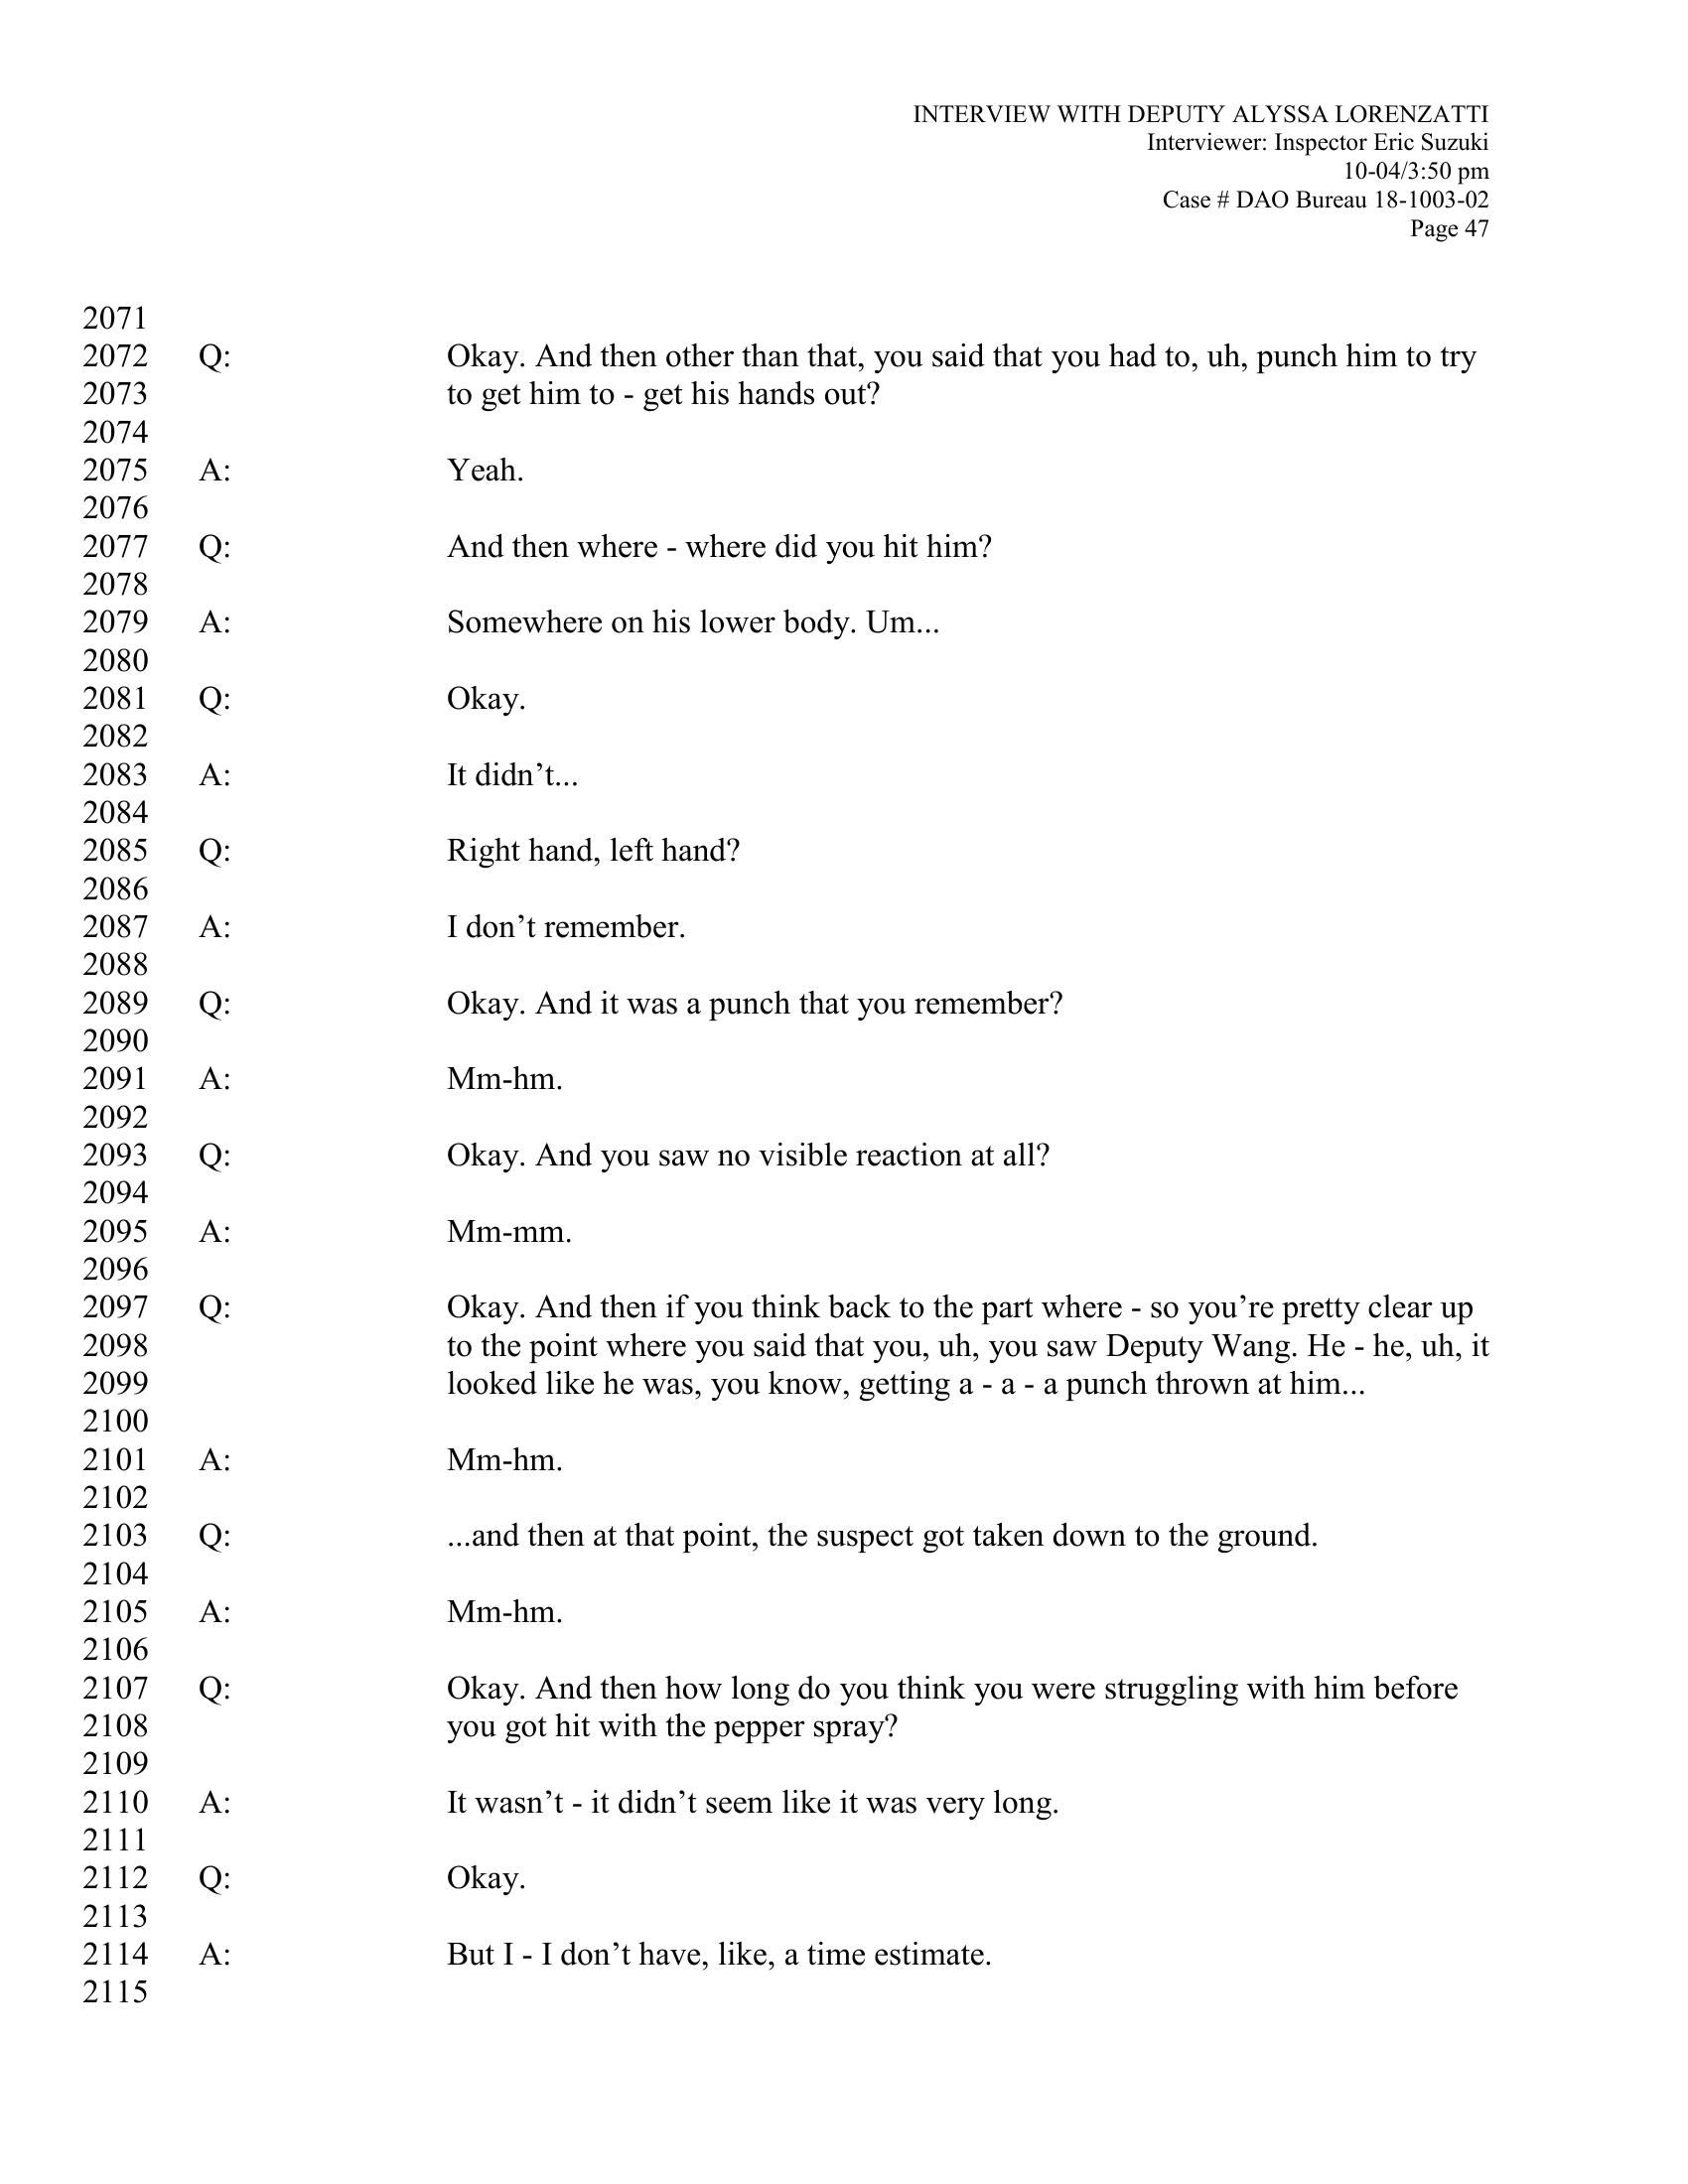 INTERVIEW WITH DEPUTY ALYSSA LORENZATTI
Interviewer: Inspector Eric Suzuki
10-04/3:50 pm
Case # DAO Bureau 18-1003-02
Page 47
2071
2072 Q: Okay. And then other than that, you said that you had to, uh, punch him to try
2073 to get him to - get his hands out?
2074
2075 A: Yeah.
2076
2077 Q: And then where - where did you hit him?
2078
2079 A: Somewhere on his lower body. Um...
2080
2081 Q: Okay.
2082
2083 A: It didn’t...
2084
2085 Q: Right hand, left hand?
2086
2087 A: I don’t remember.
2088
2089 Q: Okay. And it was a punch that you remember?
2090
2091 A: Mm-hm.
2092
2093 Q: Okay. And you saw no visible reaction at all?
2094
2095 A: Mm-mm.
2096
2097 Q: Okay. And then if you think back to the part where - so you’re pretty clear up
2098 to the point where you said that you, uh, you saw Deputy Wang. He - he, uh, it
2099 looked like he was, you know, getting a - a - a punch thrown at him...
2100
2101 A: Mm-hm.
2102
2103 Q: ...and then at that point, the suspect got taken down to the ground.
2104
2105 A: Mm-hm.
2106
2107 Q: Okay. And then how long do you think you were struggling with him before
2108 you got hit with the pepper spray?
2109
2110 A: It wasn’t - it didn’t seem like it was very long.
2111
2112 Q: Okay.
2113
2114 A: But I - I don’t have, like, a time estimate.
2115